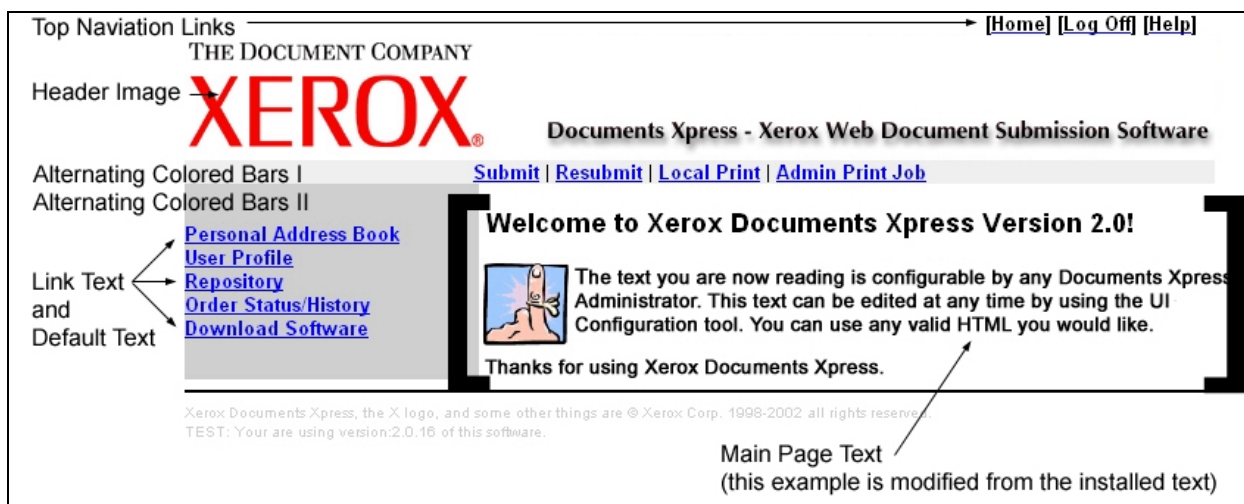 Top Naviation Links
[Home] [Log Off] [Help]
THE DOCUMENT COMPANY
Header Image
XEROX®
Documents Xpress - Xerox Web Document Submission Software
Alternating Colored Bars I
Submit | Resubmit | Local Print | Admin Print Job
Alternating Colored Bars II
Personal Address Book
User Profile
Repository
Order Status/History
Download Software
Link Text
and
Default Text
Welcome to Xerox Documents Xpress Version 2.0!
The text you are now reading is configurable by any Documents Xpress
Administrator. This text can be edited at any time by using the UI
Configuration tool. You can use any valid HTML you would like.
Thanks for using Xerox Documents Xpress.
Xerox Documents Xpress, the X logo, and some other things are © Xerox Corp. 1998-2002 all rights reserved.
TEST: Your are using version:2.0.16 of this software.
Main Page Text
(this example is modified from the installed text)